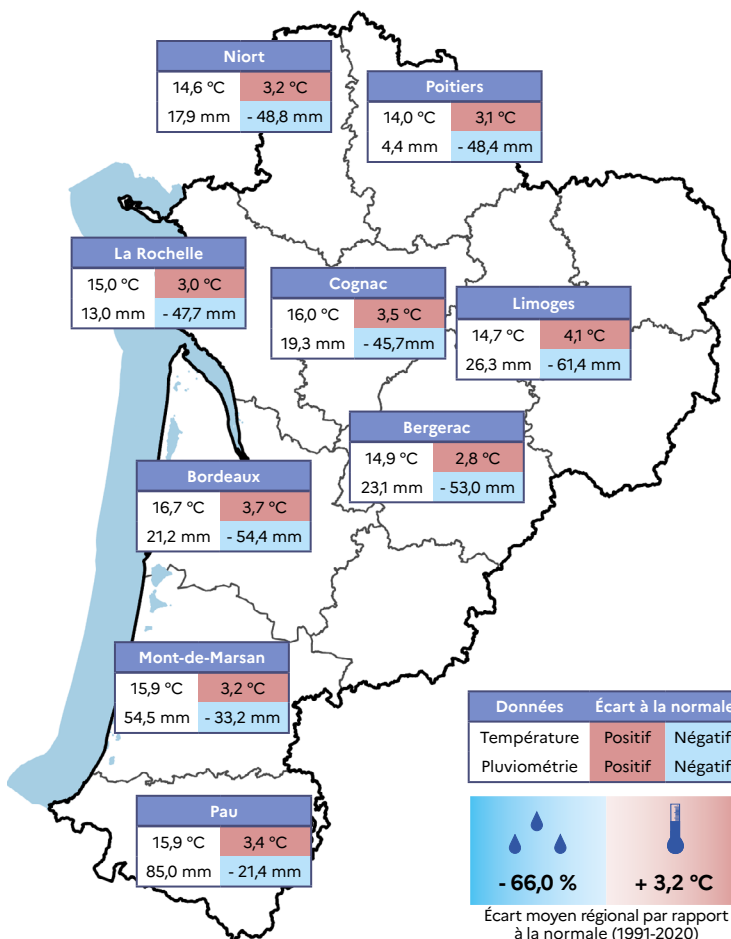 Niort
14,6 °C 3,2 °C
17,9 mm - 48,8 mm
Poitiers
14,0 °C 3,1 °C
4,4 mm - 48,4 mm
La Rochelle
15,0 °C 3,0 °C
13,0 mm - 47,7 mm
Cognac
16,0 °C 3,5 °C
19,3 mm - 45,7mm
Limoges
14,7 °C 4,1 °C
26,3 mm - 61,4 mm
Bergerac
14,9 °C 2,8 °C
23,1 mm - 53,0 mm
Bordeaux
16,7 °C 3,7 °C
21,2 mm - 54,4 mm
Mont-de-Marsan
15,9 °C 3,2 °C
54,5 mm - 33,2 mm
Pau
15,9 °C 3,4 °C
85,0 mm - 21,4 mm
Données Écart à la normale
Température Positif Négatif
Pluviométrie Positif Négatif
- 66,0 % + 3,2 °C
Écart moyen régional par rapport
à la normale (1991-2020)